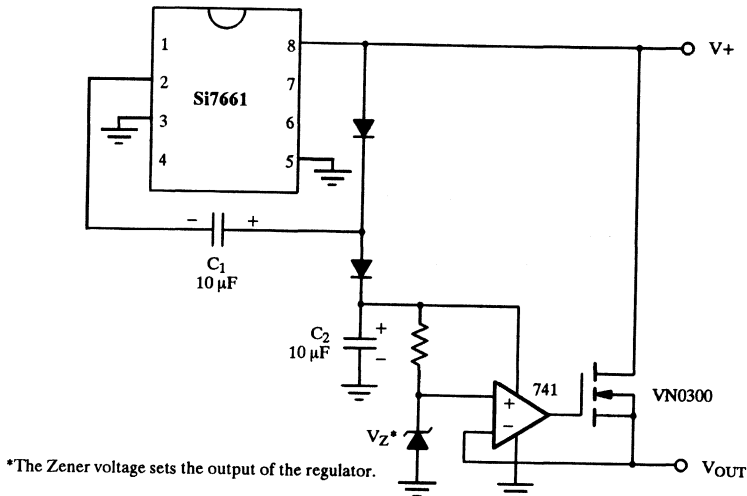 1
8
V+
2
7
Si7661
3
6
4
5
−
+
C1
10 µF
C2
10 µF
+
−
741
+
−
VN0300
VZ*
VOUT
*The Zener voltage sets the output of the regulator.